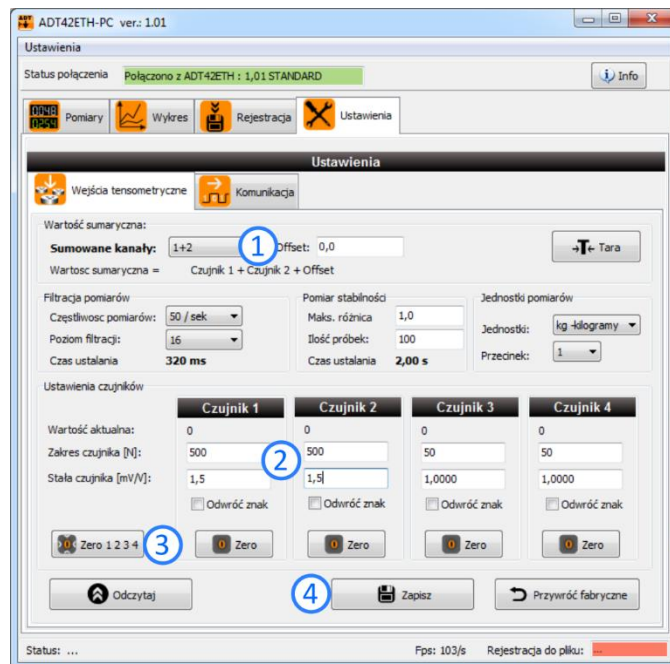 ADT42ETH-PC ver.: 1.01
Ustawienia
Status połączenia Połączono z ADT42ETH : 1,01 STANDARD Info
Pomiary Wykres Rejestracja Ustawienia
Ustawienia
Wejścia tensometryczne Komunikacja
Wartość sumaryczna:
Sumowane kanały: 1+2 1 Offset: 0,0 →T← Tara
Wartosc sumaryczna = Czujnik 1 + Czujnik 2 + Offset
Filtracja pomiarów Pomiar stabilności Jednostki pomiarów
Częstliwosc pomiarów: 50 / sek Maks. różnica 1,0
Jednostki: kg -kilogramy
Poziom filtracji: 16 Ilość próbek: 100
Przecinek: 1
Czas ustalania 320 ms Czas ustalania 2,00 s
Ustawienia czujników
Czujnik 1 Czujnik 2 Czujnik 3 Czujnik 4
Wartość aktualna: 0 0 0 0
Zakres czujnika [N]: 500 500 50 50
2
Stała czujnika [mV/V]: 1,5 1,5 1,0000 1,0000
Odwróć znak Odwróć znak Odwróć znak Odwróć znak
0 Zero 1 2 3 4 3 0 Zero 0 Zero 0 Zero 0 Zero
Odczytaj 4 Zapisz Przywróć fabryczne
Status: ... Fps: 103/s Rejestracja do pliku: ...